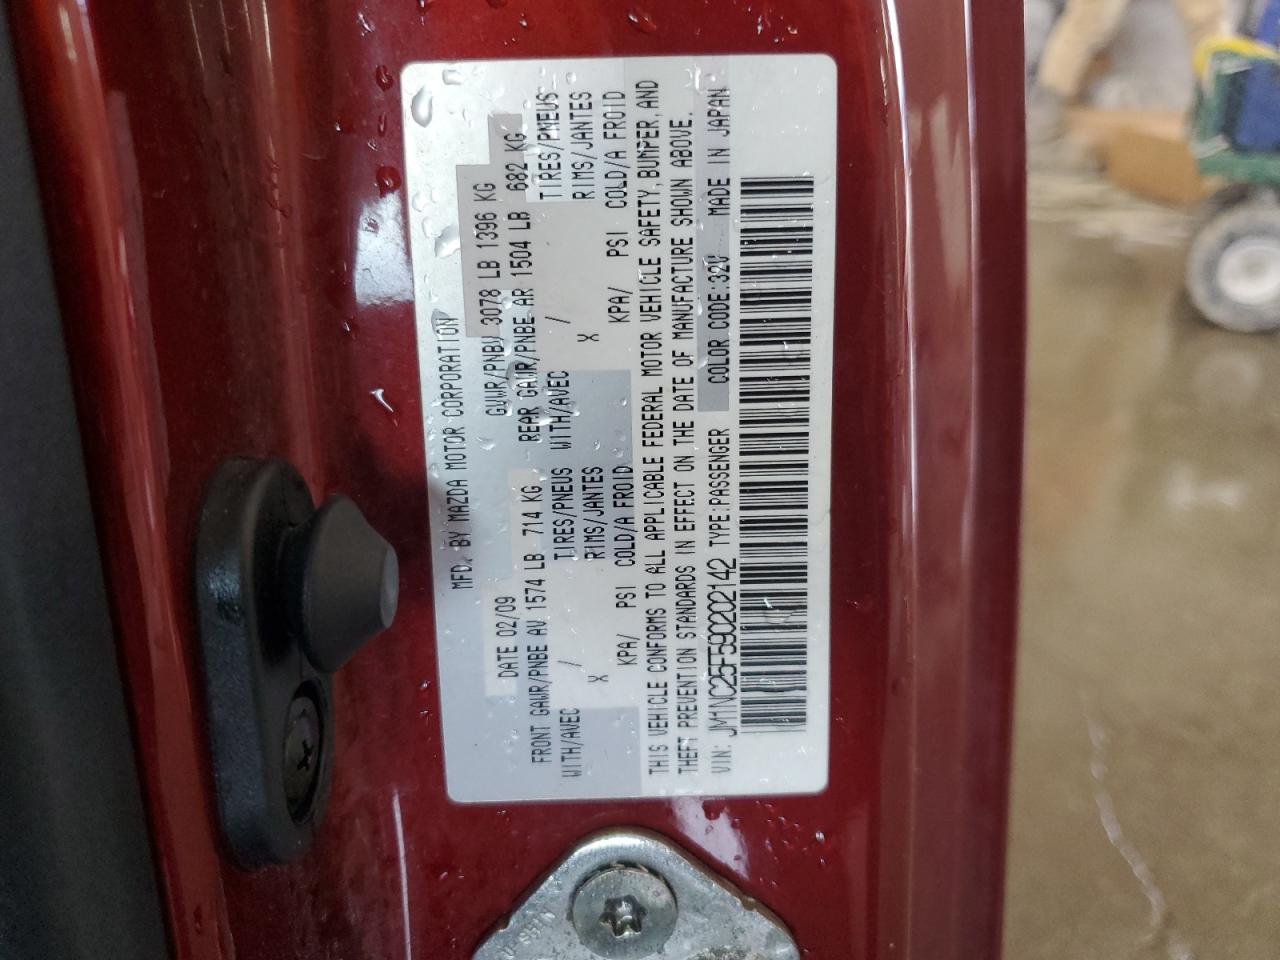 MFD. BY MAZDA MOTOR CORPORATION
DATE 02/09 GVWR/PNBV 3078 LB 1396 KG
FRONT GAWR/PNBE AV 1574 LB 714 KG REAR GAWR/PNBE AR 1504 LB 682 KG
WITH/AVEC / TIRES/PNEUS WITH/AVEC / TIRES/PNEUS
X RIMS/JANTES X RIMS/JANTES
KPA/ PSI COLD/A FROID KPA/ PSI COLD/A FROID
THIS VEHICLE CONFORMS TO ALL APPLICABLE FEDERAL MOTOR VEHICLE SAFETY, BUMPER, AND
THEFT PREVENTION STANDARDS IN EFFECT ON THE DATE OF MANUFACTURE SHOWN ABOVE.
VIN: JM1NC25F590202142 TYPE:PASSENGER COLOR CODE:32V MADE IN JAPAN